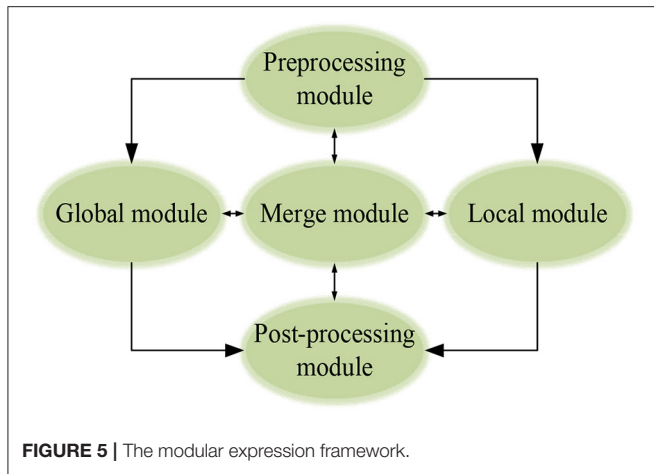 Preprocessing
module
Global module
Merge module
Local module
Post-processing
module
FIGURE 5 | The modular expression framework.